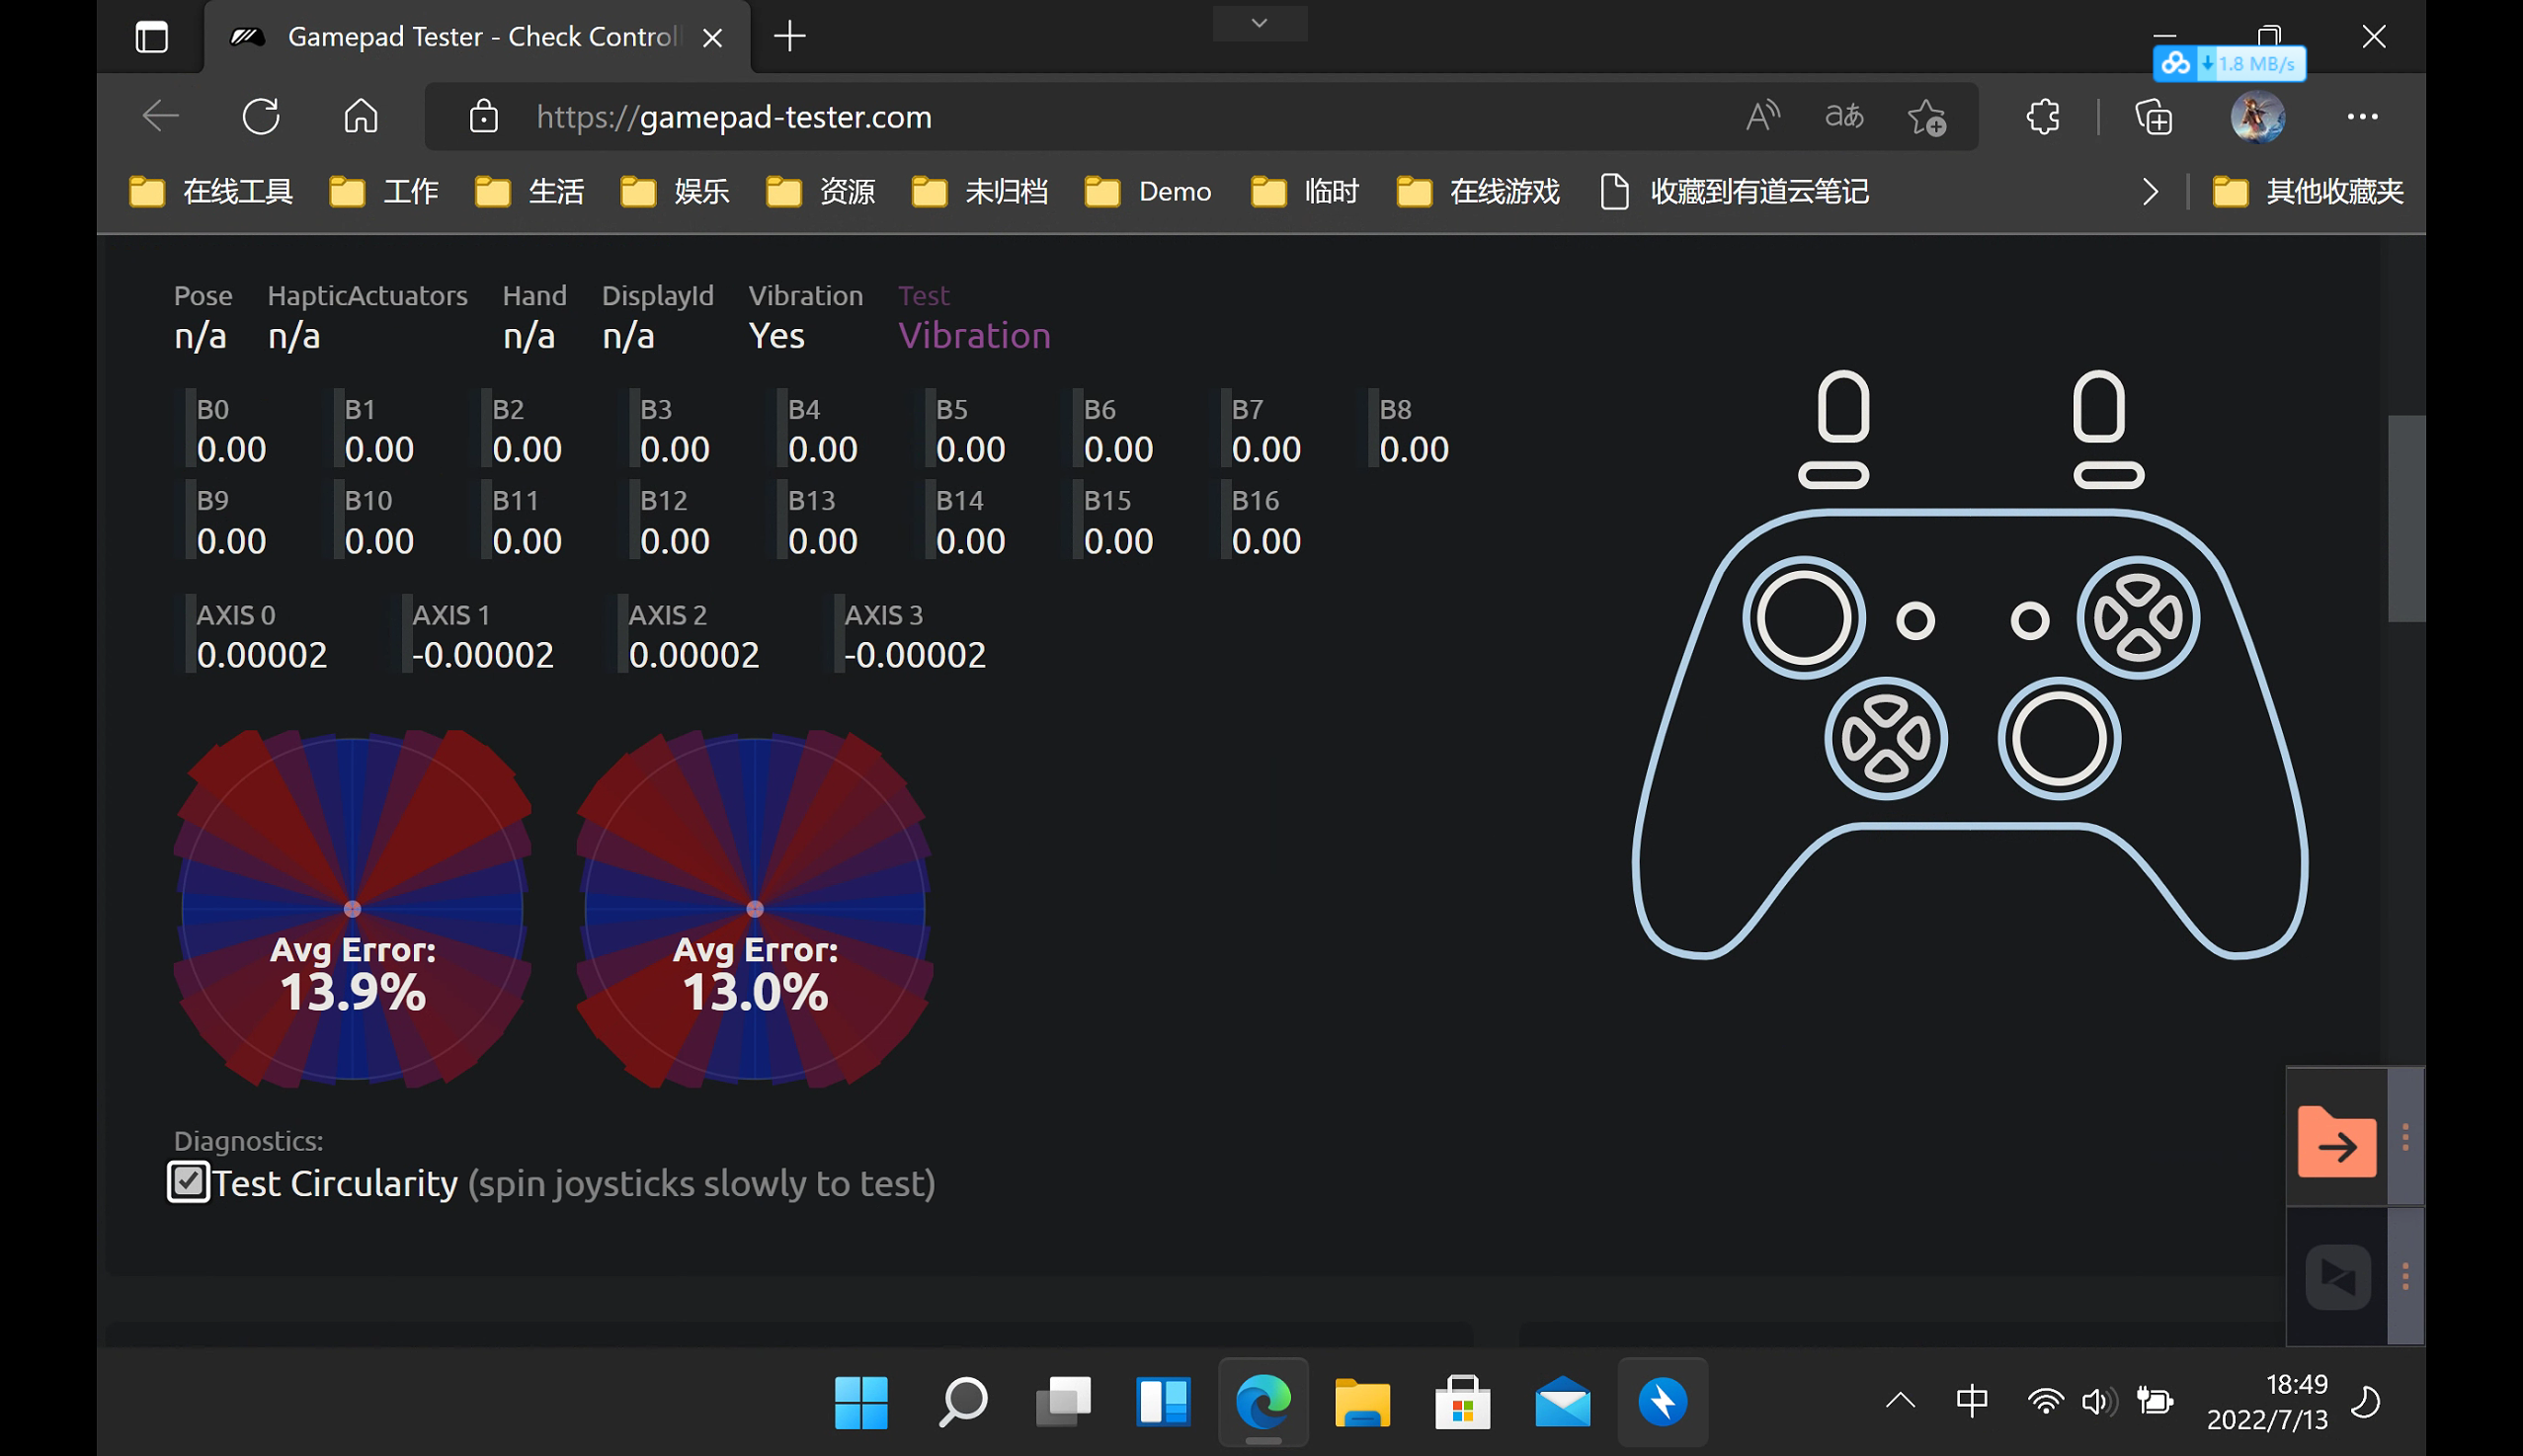 Gamepad Tester - Check Control
1.8 MB/s
https://gamepad-tester.com
aあ
在线工具 工作 生活 娱乐 资源 未归档 Demo 临时 在线游戏 收藏到有道云笔记 其他收藏夹
Pose HapticActuators Hand DisplayId Vibration Test
n/a n/a n/a n/a Yes Vibration
B0 B1 B2 B3 B4 B5 B6 B7 B8
0.00 0.00 0.00 0.00 0.00 0.00 0.00 0.00 0.00
B9 B10 B11 B12 B13 B14 B15 B16
0.00 0.00 0.00 0.00 0.00 0.00 0.00 0.00
AXIS 0 AXIS 1 AXIS 2 AXIS 3
0.00002 -0.00002 0.00002 -0.00002
Avg Error: Avg Error:
13.9% 13.0%
Diagnostics:
Test Circularity (spin joysticks slowly to test)
中
18:49
2022/7/13